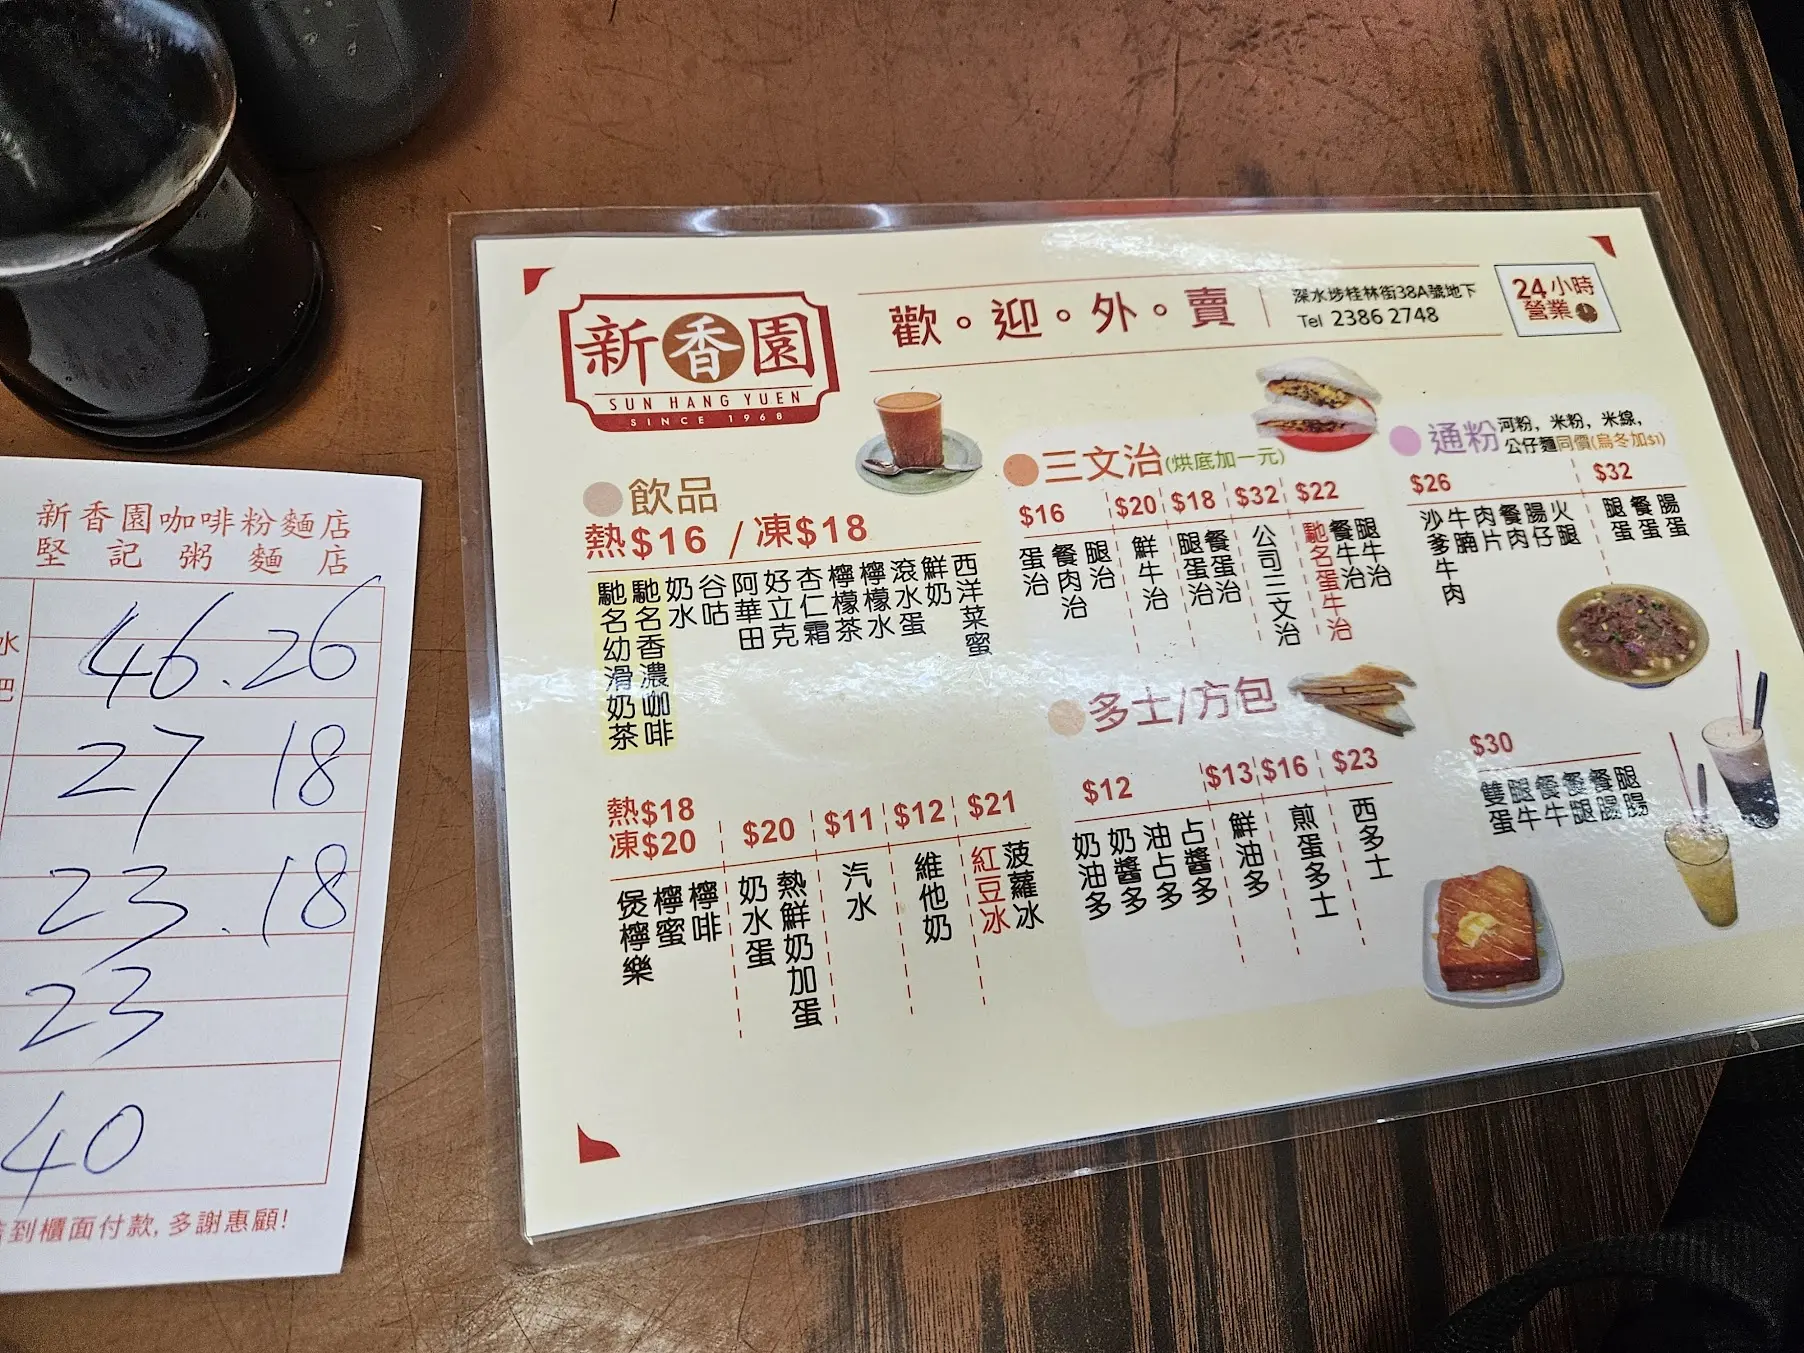 新香園咖啡粉麵店
堅記粥麵店
水
吧
46.26
27 18
23.18
23
40
到櫃面付款,多謝惠顧!
新香園
SUN HANG YUEN
SINCE 1968
歡。迎。外。賣
深水埗桂林街38A號地下
Tel 2386 2748
24小時
營業
飲品
熱$16 / 凍$18
馳名幼滑奶茶
馳名香濃咖啡
奶水
谷咕
阿華田
好立克
杏仁霜
檸檬茶
檸檬水
滾水蛋
鮮奶
西洋菜蜜
熱$18
凍$20
煲檸樂
檸蜜
檸啡
$20
奶水蛋
熱鮮奶加蛋
$11
汽水
$12
維他奶
$21
紅豆冰
菠蘿冰
三文治(烘底加一元)
$16
蛋治
餐肉治
腿治
$20
鮮牛治
$18
腿蛋治
餐蛋治
$32
公司三文治
$22
馳名蛋牛治
餐牛治
腿牛治
多士/方包
$12
奶油多
奶醬多
油占多
占醬多
$13
鮮油多
$16
煎蛋多士
$23
西多士
通粉
河粉，米粉，米線，
公仔麵同價(烏冬加$1)
$26
沙爹牛肉
牛腩
肉片
餐肉
腸仔
火腿
$32
腿蛋
餐蛋
腸蛋
$30
雙蛋
腿牛
餐牛
餐腿
餐腸
腿腸